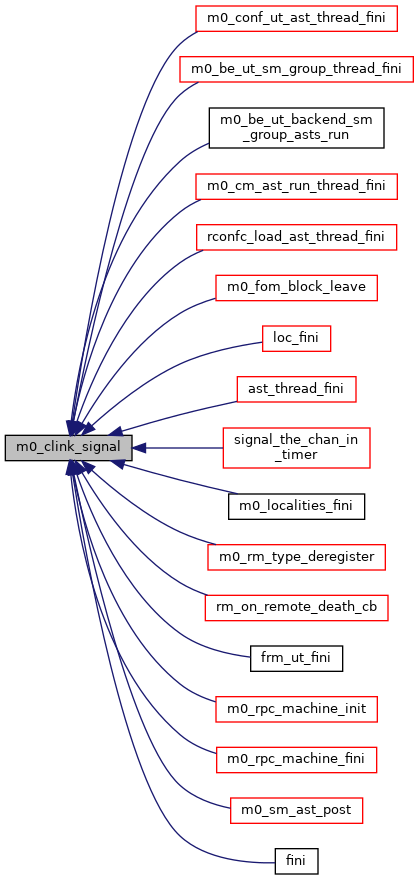 m0_conf_ut_ast_thread_fini
m0_be_ut_sm_group_thread_fini
m0_be_ut_backend_sm
_group_asts_run
m0_cm_ast_run_thread_fini
rconfc_load_ast_thread_fini
m0_fom_block_leave
loc_fini
ast_thread_fini
m0_clink_signal
signal_the_chan_in
_timer
m0_localities_fini
m0_rm_type_deregister
rm_on_remote_death_cb
frm_ut_fini
m0_rpc_machine_init
m0_rpc_machine_fini
m0_sm_ast_post
fini